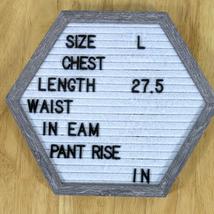 SIZE L
CHEST
LENGTH 27.5
WAIST
IN EAM
PANT RISE
IN